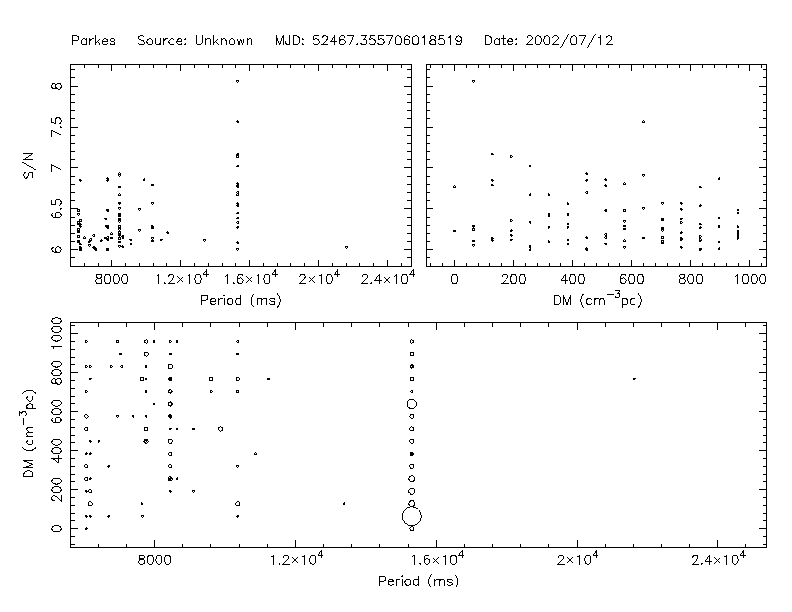 Parkes Source: Unknown MJD: 52467.355706018519 Date: 2002/07/12
S/N
8
7.5
7
6.5
6
8000 1.2×10⁴ 1.6×10⁴ 2×10⁴ 2.4×10⁴
Period (ms)
0 200 400 600 800 1000
DM (cm⁻³pc)
DM (cm⁻³pc)
1000
800
600
400
200
0
8000 1.2×10⁴ 1.6×10⁴ 2×10⁴ 2.4×10⁴
Period (ms)